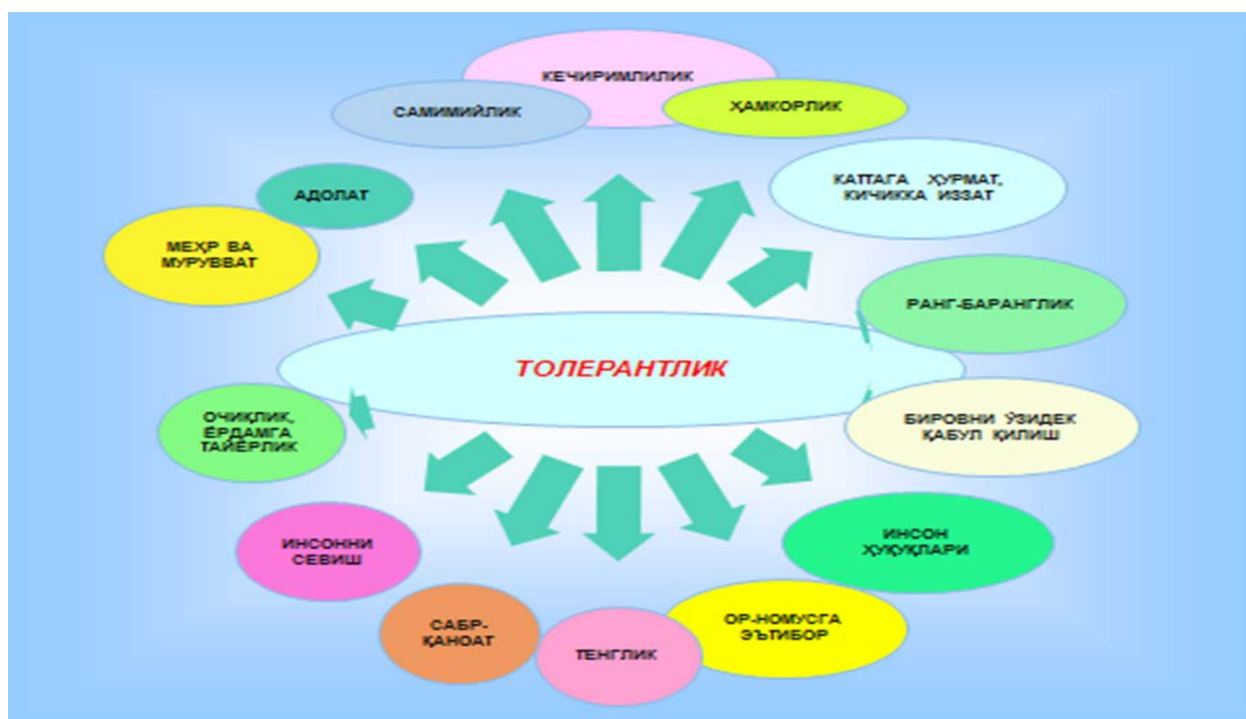 КЕЧИРИМЛИЛИК
САМИМИЙЛИК
ҲАМКОРЛИК
АДОЛАТ
КАТТАГА ҲУРМАТ,
КИЧИККА ИЗЗАТ
МЕҲР ВА
МУРУВВАТ
РАНГ-БАРАНГЛИК
ТОЛЕРАНТЛИК
ОЧИҚЛИК,
ЁРДАМГА
ТАЙЁРЛИК
БИРОВНИ ЎЗИДЕК
ҚАБУЛ ҚИЛИШ
ИНСОННИ
СЕВИШ
ИНСОН
ҲУҚУҚЛАРИ
САБР-
ҚАНОАТ
ТЕНГЛИК
ОР-НОМУСГА
ЭЪТИБОР